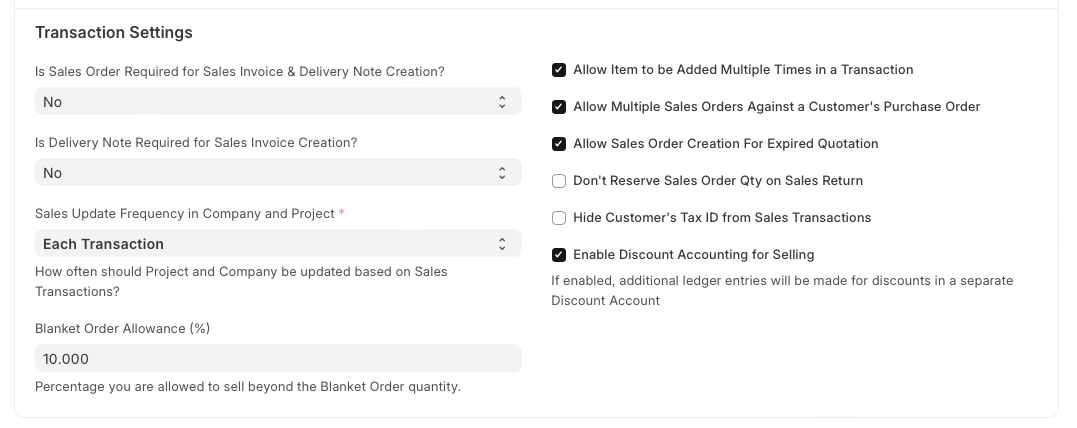 Transaction Settings
Is Sales Order Required for Sales Invoice & Delivery Note Creation?
No
Is Delivery Note Required for Sales Invoice Creation?
No
Sales Update Frequency in Company and Project *
Each Transaction
How often should Project and Company be updated based on Sales
Transactions?
Blanket Order Allowance (%)
10.000
Percentage you are allowed to sell beyond the Blanket Order quantity.
Allow Item to be Added Multiple Times in a Transaction
Allow Multiple Sales Orders Against a Customer's Purchase Order
Allow Sales Order Creation For Expired Quotation
Don't Reserve Sales Order Qty on Sales Return
Hide Customer's Tax ID from Sales Transactions
Enable Discount Accounting for Selling
If enabled, additional ledger entries will be made for discounts in a separate
Discount Account